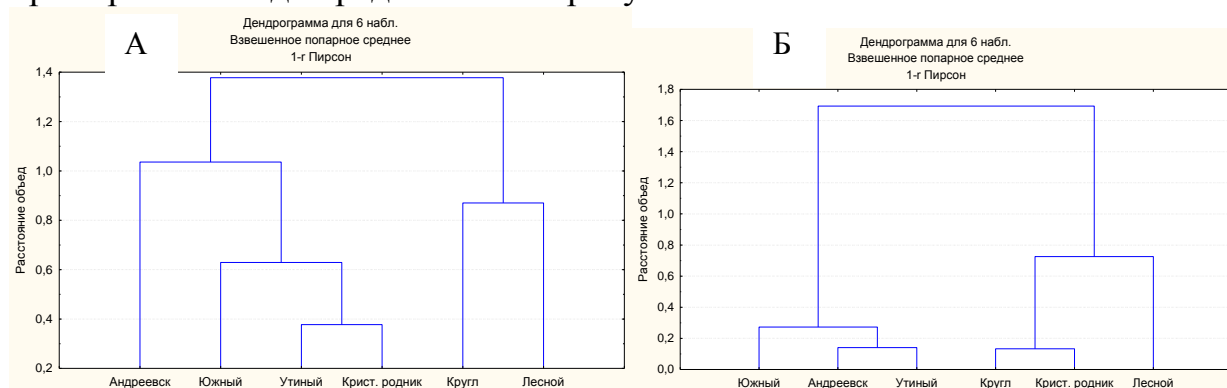 А
Дендрограмма для 6 набл.
Взвешенное попарное среднее
1-r Пирсон
Расстояние объед
1,4
1,2
1,0
0,8
0,6
0,4
0,2
Андреевск Южный Утиный Крист. родник Кругл Лесной
Б
Дендрограмма для 6 набл.
Взвешенное попарное среднее
1-r Пирсон
Расстояние объед
1,8
1,6
1,4
1,2
1,0
0,8
0,6
0,4
0,2
0,0
Южный Андреевск Утиный Кругл Крист. родник Лесной